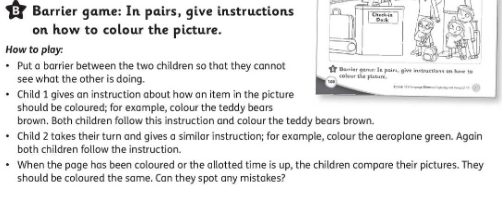 B Barrier game: In pairs, give instructions
on how to colour the picture.
How to play:
• Put a barrier between the two children so that they cannot
see what the other is doing.
• Child 1 gives an instruction about how an item in the picture
should be coloured; for example, colour the teddy bears
brown. Both children follow this instruction and colour the teddy bears brown.
• Child 2 takes their turn and gives a similar instruction; for example, colour the aeroplane green. Again
both children follow the instruction.
• When the page has been coloured or the allotted time is up, the children compare their pictures. They
should be coloured the same. Can they spot any mistakes?
Check-in
Desk
Barrier game: In pairs, give instructions on how to
colour the picture.